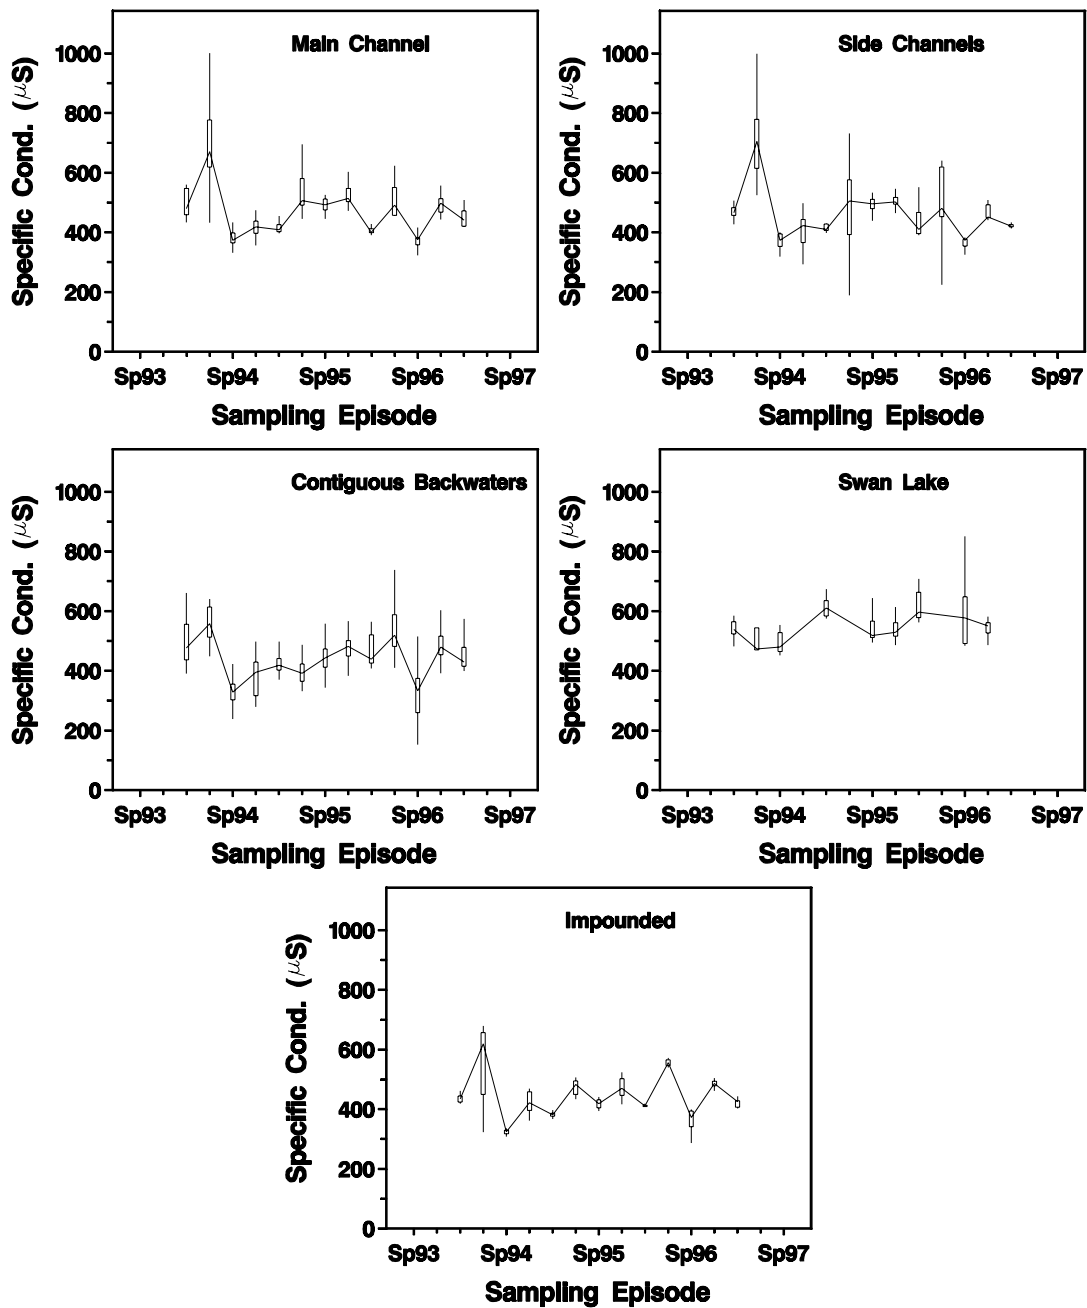 Main Channel
Specific Cond. (μS)
1000
800
600
400
200
0
Sp93 Sp94 Sp95 Sp96 Sp97
Sampling Episode
Side Channels
Specific Cond. (μS)
1000
800
600
400
200
0
Sp93 Sp94 Sp95 Sp96 Sp97
Sampling Episode
Contiguous Backwaters
Specific Cond. (μS)
1000
800
600
400
200
0
Sp93 Sp94 Sp95 Sp96 Sp97
Sampling Episode
Swan Lake
Specific Cond. (μS)
1000
800
600
400
200
0
Sp93 Sp94 Sp95 Sp96 Sp97
Sampling Episode
Impounded
Specific Cond. (μS)
1000
800
600
400
200
0
Sp93 Sp94 Sp95 Sp96 Sp97
Sampling Episode